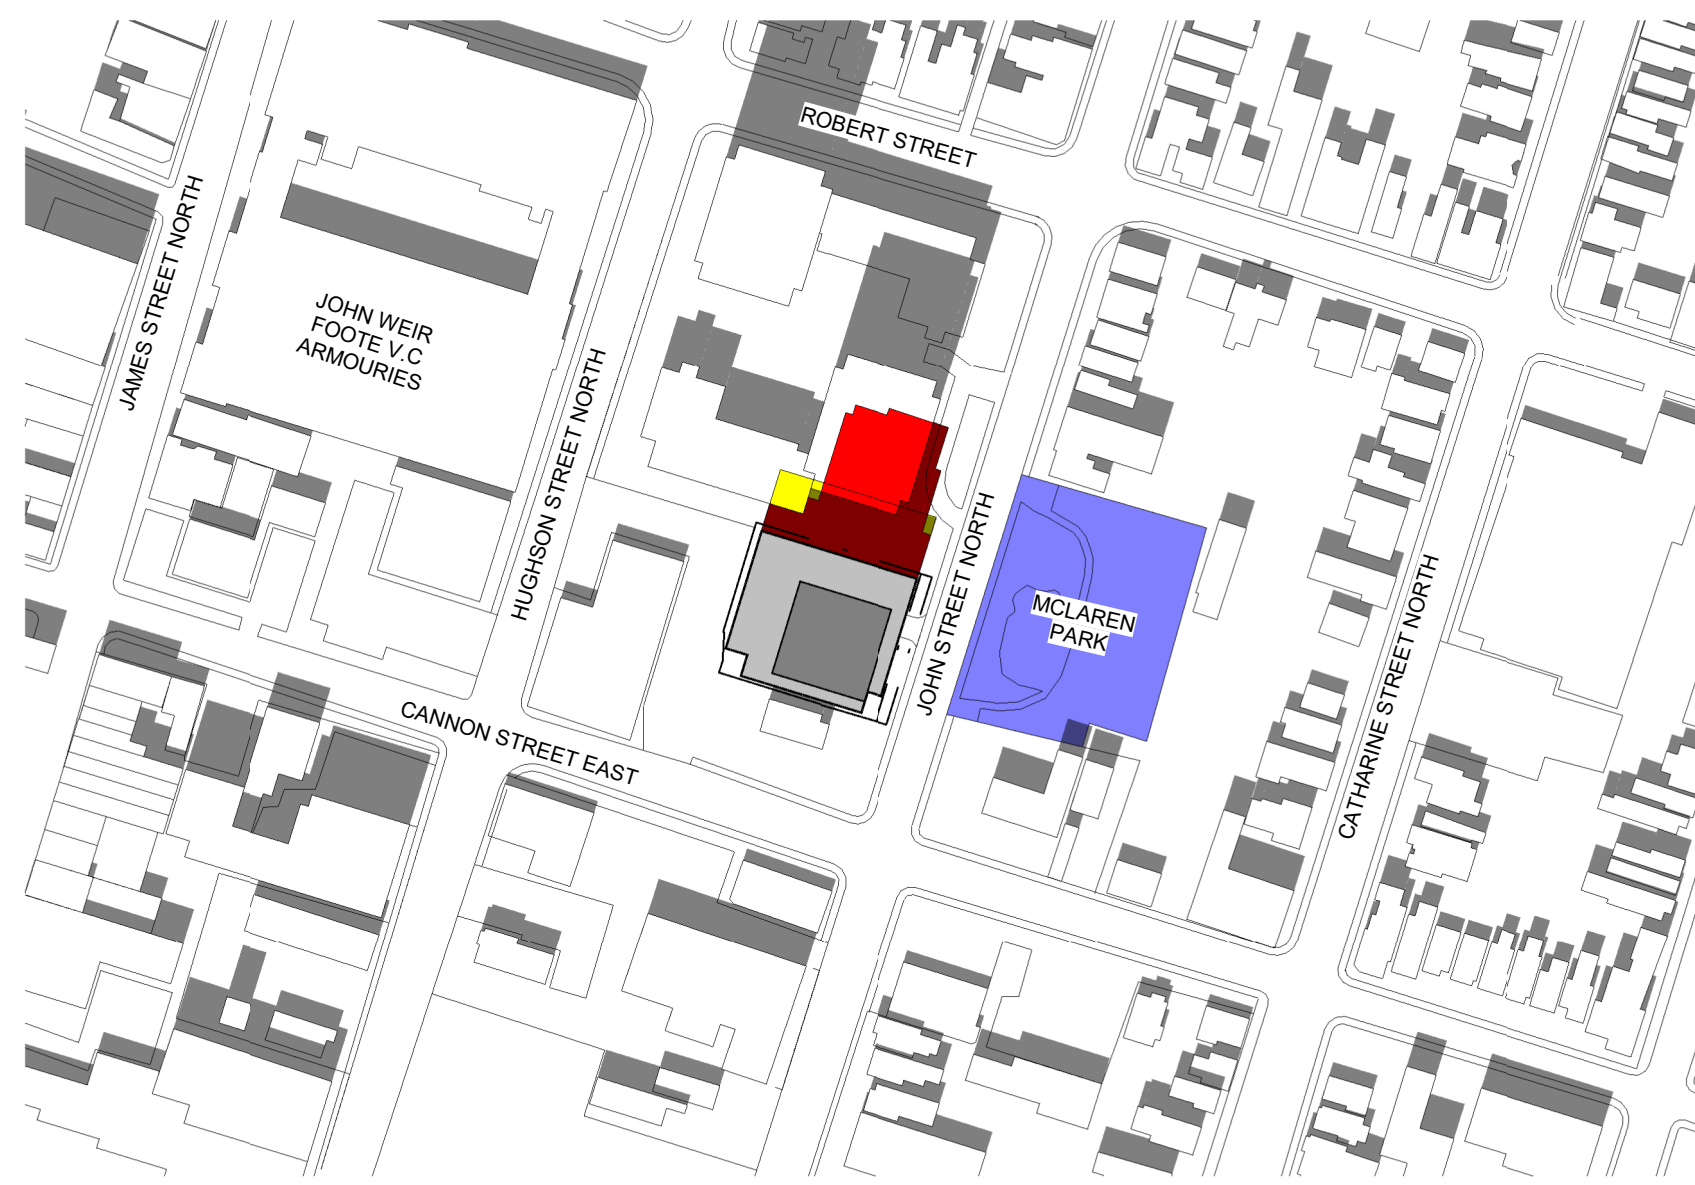 ROBERT STREET
JAMES STREET NORTH
JOHN WEIR
FOOTE V.C
ARMOURIES
HUGHSON STREET NORTH
JOHN STREET NORTH
MCLAREN
PARK
CATHARINE STREET NORTH
CANNON STREET EAST